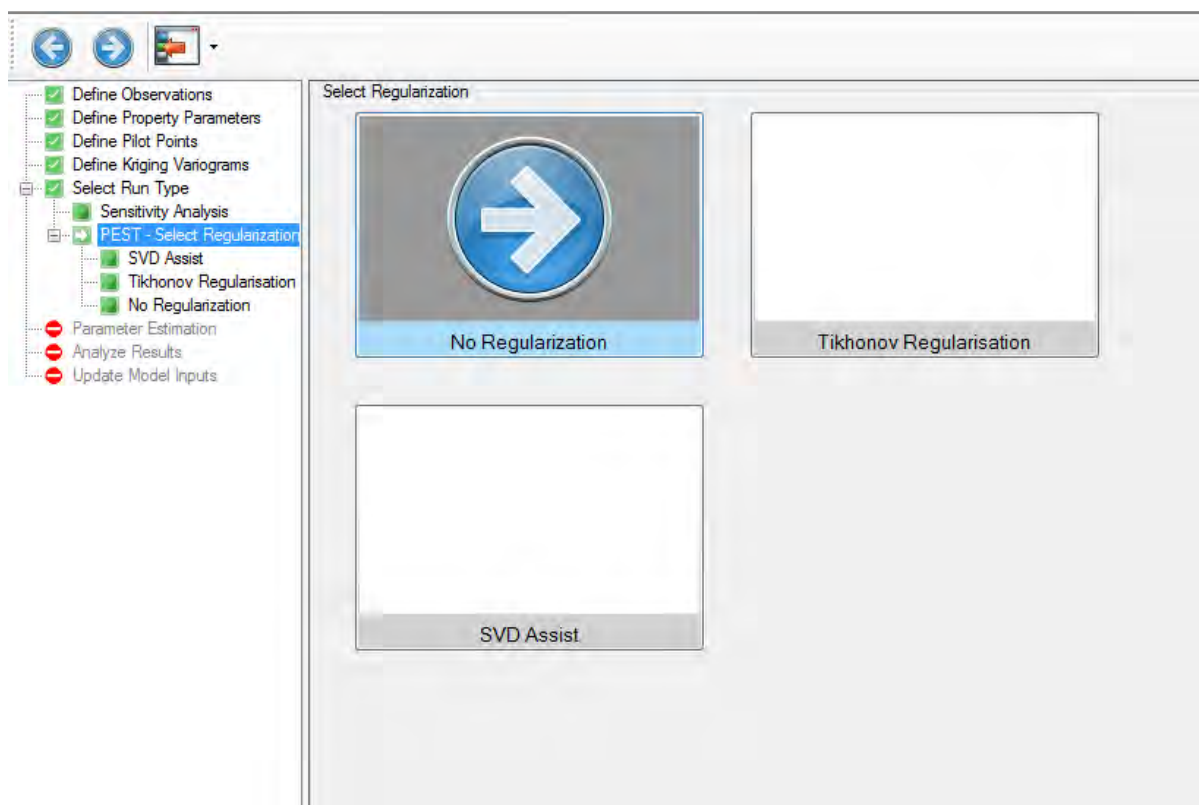 Define Observations
Define Property Parameters
Define Pilot Points
Define Kriging Variograms
Select Run Type
Sensitivity Analysis
PEST - Select Regularization
SVD Assist
Tikhonov Regularisation
No Regularization
Parameter Estimation
Analyze Results
Update Model Inputs
Select Regularization
No Regularization
Tikhonov Regularisation
SVD Assist